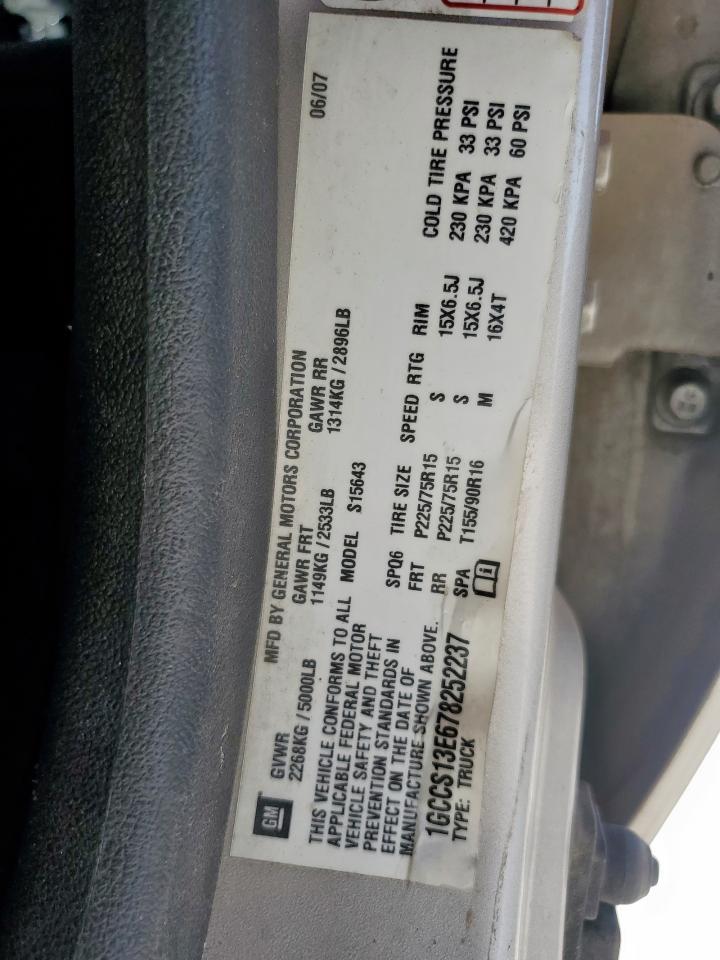 GM
MFD BY GENERAL MOTORS CORPORATION 06/07
GVWR GAWR FRT GAWR RR
2268KG / 5000LB 1149KG / 2533LB 1314KG / 2896LB
THIS VEHICLE CONFORMS TO ALL
APPLICABLE FEDERAL MOTOR
VEHICLE SAFETY AND THEFT
PREVENTION STANDARDS IN
EFFECT ON THE DATE OF
MANUFACTURE SHOWN ABOVE.
1GCCS13E678252237
TYPE: TRUCK
MODEL S15643
SPQ6 TIRE SIZE SPEED RTG RIM COLD TIRE PRESSURE
FRT P225/75R15 S 15X6.5J 230 KPA 33 PSI
RR P225/75R15 S 15X6.5J 230 KPA 33 PSI
SPA T155/90R16 M 16X4T 420 KPA 60 PSI